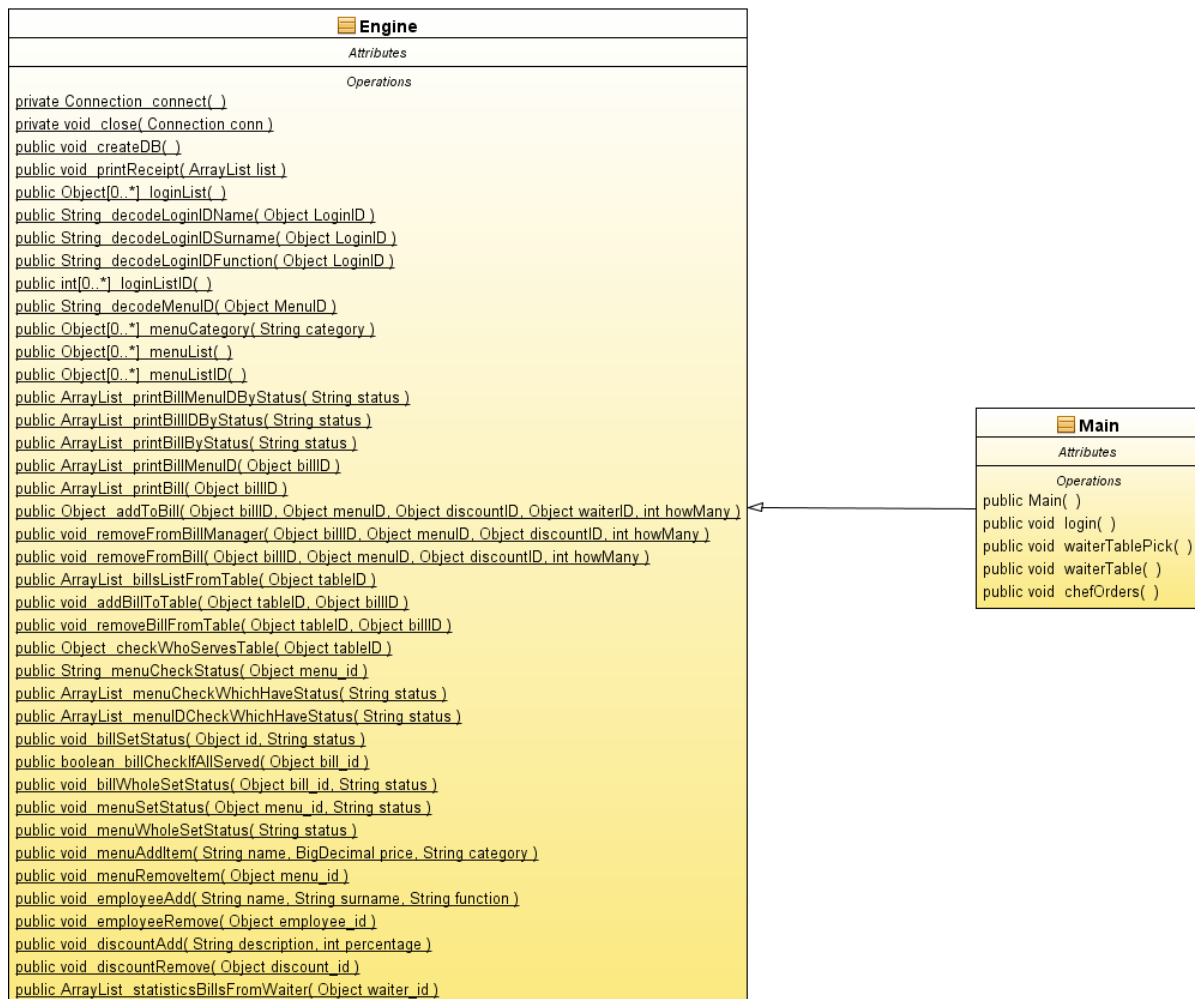 Engine
Attributes
Operations
private Connection connect( )
private void close( Connection conn )
public void createDB( )
public void printReceipt( ArrayList list )
public Object[0..*] loginList( )
public String decodeLoginIDName( Object LoginID )
public String decodeLoginIDSurname( Object LoginID )
public String decodeLoginIDFunction( Object LoginID )
public int[0..*] loginListID( )
public String decodeMenuID( Object MenuID )
public Object[0..*] menuCategory( String category )
public Object[0..*] menuList( )
public Object[0..*] menuListID( )
public ArrayList printBillMenuIDByStatus( String status )
public ArrayList printBillIDByStatus( String status )
public ArrayList printBillByStatus( String status )
public ArrayList printBillMenuID( Object billID )
public ArrayList printBill( Object billID )
public Object addToBill( Object billID, Object menuID, Object discountID, Object waiterID, int howMany )
public void removeFromBillManager( Object billID, Object menuID, Object discountID, int howMany )
public void removeFromBill( Object billID, Object menuID, Object discountID, int howMany )
public ArrayList billsListFromTable( Object tableID )
public void addBillToTable( Object tableID, Object billID )
public void removeBillFromTable( Object tableID, Object billID )
public Object checkWhoServesTable( Object tableID )
public String menuCheckStatus( Object menu_id )
public ArrayList menuCheckWhichHaveStatus( String status )
public ArrayList menuIDCheckWhichHaveStatus( String status )
public void billSetStatus( Object id, String status )
public boolean billCheckIfAllServed( Object bill_id )
public void billWholeSetStatus( Object bill_id, String status )
public void menuSetStatus( Object menu_id, String status )
public void menuWholeSetStatus( String status )
public void menuAddItem( String name, BigDecimal price, String category )
public void menuRemoveItem( Object menu_id )
public void employeeAdd( String name, String surname, String function )
public void employeeRemove( Object employee_id )
public void discountAdd( String description, int percentage )
public void discountRemove( Object discount_id )
public ArrayList statisticsBillsFromWaiter( Object waiter_id )
Main
Attributes
Operations
public Main( )
public void login( )
public void waiterTablePick( )
public void waiterTable( )
public void chefOrders( )